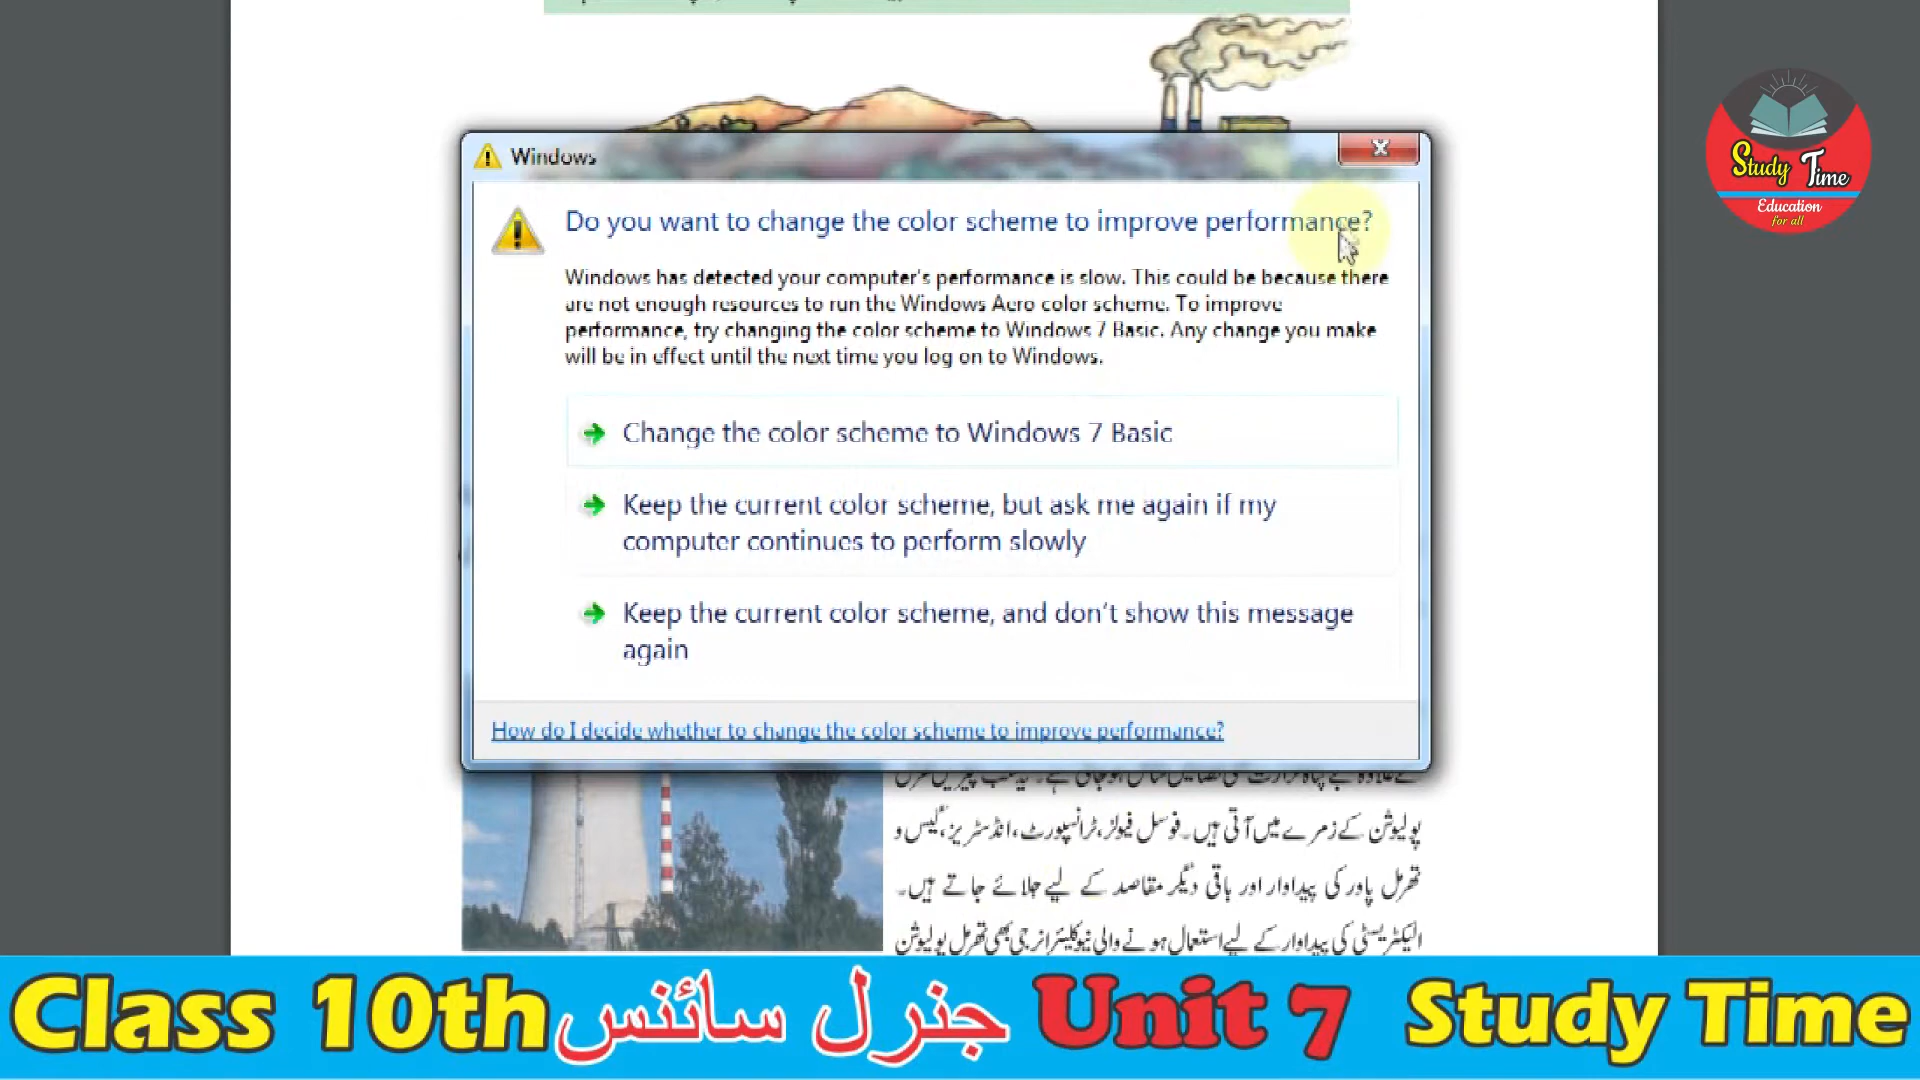 Windows
Do you want to change the color scheme to improve performance?
Windows has detected your computer's performance is slow. This could be because there
are not enough resources to run the Windows Aero color scheme. To improve
performance, try changing the color scheme to Windows 7 Basic. Any change you make
will be in effect until the next time you log on to Windows.
Change the color scheme to Windows 7 Basic
Keep the current color scheme, but ask me again if my
computer continues to perform slowly
Keep the current color scheme, and don't show this message
again
How do I decide whether to change the color scheme to improve performance?
پولیوشن کے زمرے میں آتی ہیں۔ فوسل فیولز، ٹرانسپورٹ، انڈسٹریز، گیس و
تھرمل پاور کی پیداوار اور باقی دیگر مقاصد کے لیے جلائے جاتے ہیں۔
الیکٹریسٹی کی پیداوار کے لیے استعمال ہونے والی نیوکلیئر انرجی بھی تھرمل پولیوشن
Study Time
Education
for all
Class 10th جنرل سائنس Unit 7 Study Time